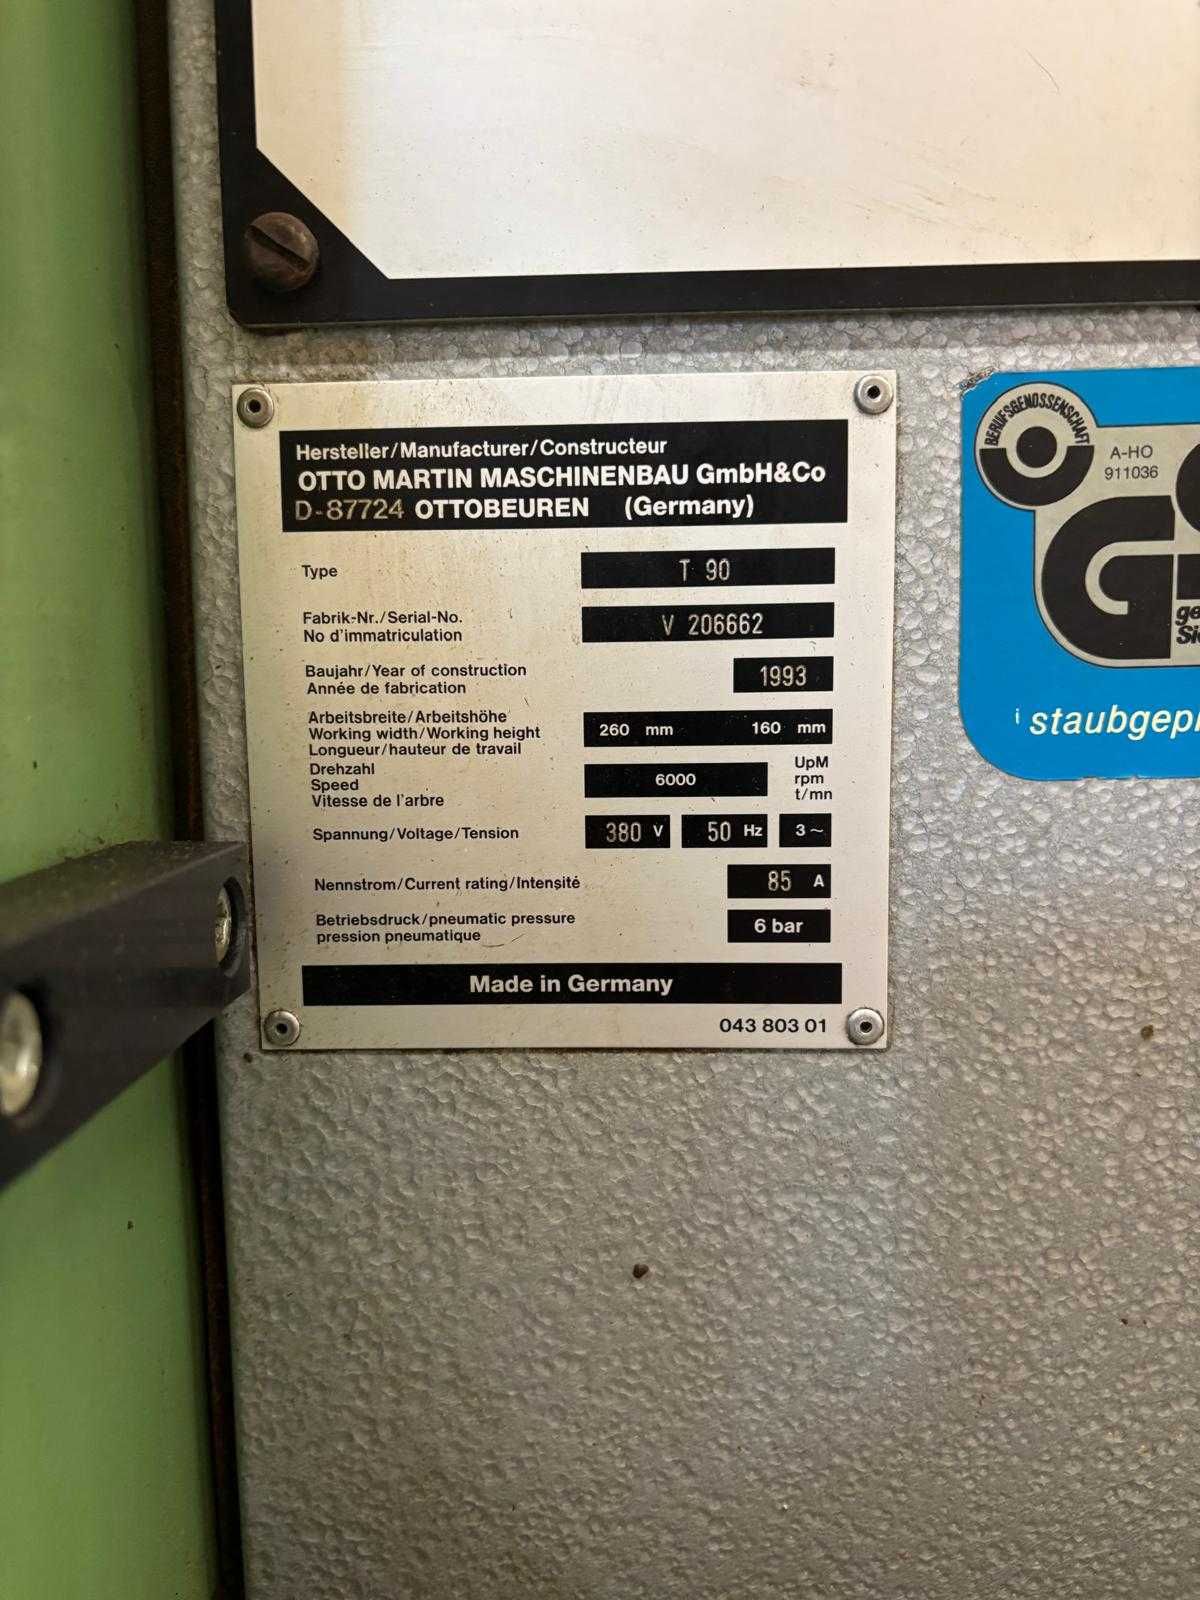 Hersteller/Manufacturer/Constructeur
OTTO MARTIN MASCHINENBAU GmbH&Co
D-87724 OTTOBEUREN (Germany)
Type T 90
Fabrik-Nr./Serial-No.
No d'immatriculation V 206662
Baujahr/Year of construction
Année de fabrication 1993
Arbeitsbreite/Arbeitshöhe
Working width/Working height 260 mm 160 mm
Longueur/hauteur de travail
Drehzahl UpM
Speed 6000 rpm
Vitesse de l'arbre t/mn
Spannung/Voltage/Tension 380 V 50 Hz 3~
Nennstrom/Current rating/Intensité 85 A
Betriebsdruck/pneumatic pressure
pression pneumatique 6 bar
Made in Germany
043 803 01
BERUFSGENOSSENSCHAFT
A-HO
911036
G
ge
Si
staubgep